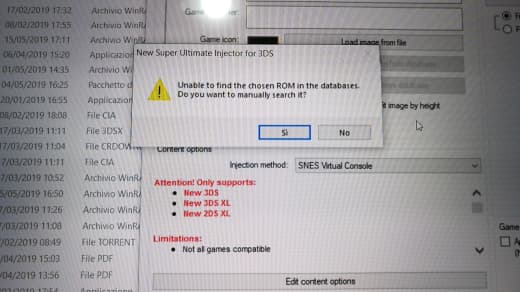 17/02/2019 17:32 Archivio WinR
08/02/2019 17:55 Archivio WinR
Game icon:
Load image from file
15/05/2019 17:11 Archivio WinR
06/04/2019 15:20 Applicazio
New Super Ultimate Injector for 3DS
01/05/2019 14:35 Archivio Wi
04/05/2019 16:25 Pacchetto d
Unable to find the chosen ROM in the databases.
Do you want to manually search it?
20/01/2019 16:55 Applicazion
it image by height
08/02/2019 18:08 File CIA
17/03/2019 11:11 File 3DSX
Sì
No
17/03/2019 11:04 File CRDOW
Content options
7/03/2019 11:11 File CIA
Injection method: SNES Virtual Console
7/03/2019 10:52 Archivio WinR
Attention! Only supports:
• New 3DS
5/05/2019 16:50 Archivio WinR
• New 3DS XL
7/03/2019 11:26 Archivio WinR
• New 2DS XL
7/03/2019 11:08 Archivio WinR
Game
/02/2019 08:49 File TORRENT
Limitations:
• Not all games compatible
/04/2019 15:03 File PDF
/04/2019 13:56 File PDF
Edit content options